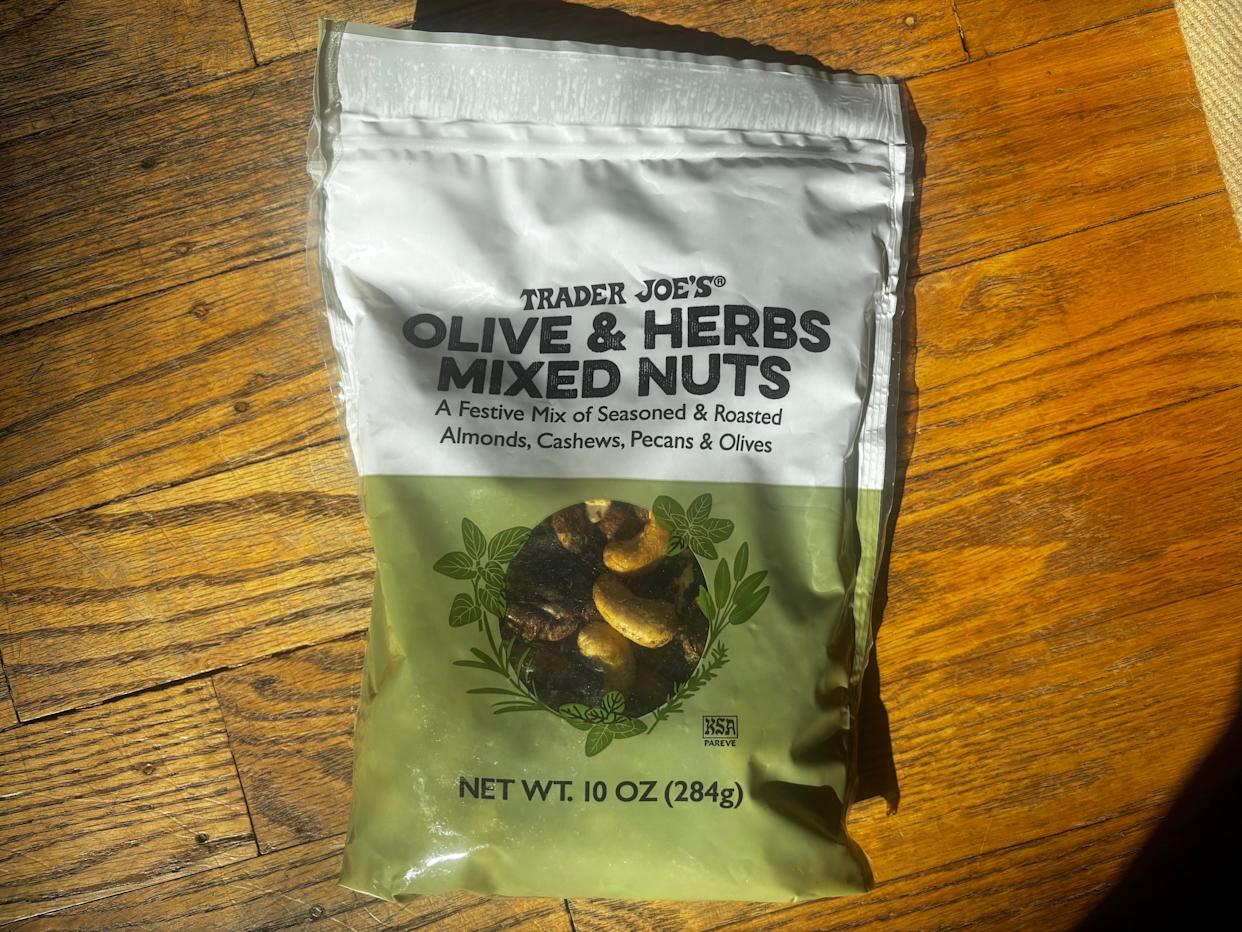 TRADER JOE'S®
OLIVE & HERBS
MIXED NUTS
A Festive Mix of Seasoned & Roasted
Almonds, Cashews, Pecans & Olives
KSA
PAREVE
NET WT. 10 OZ (284g)